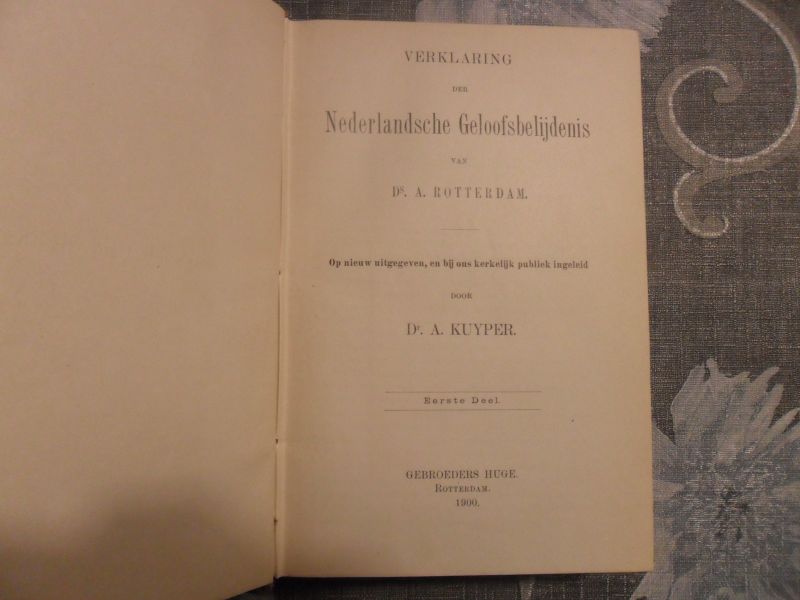 VERKLARING
DER
Nederlandsche Geloofsbelijdenis
VAN
Ds. A. ROTTERDAM.
Op nieuw uitgegeven, en bij ons kerkelijk publiek ingeleid
DOOR
Dr. A. KUYPER.
Eerste Deel.
GEBROEDERS HUGE.
ROTTERDAM.
1900.